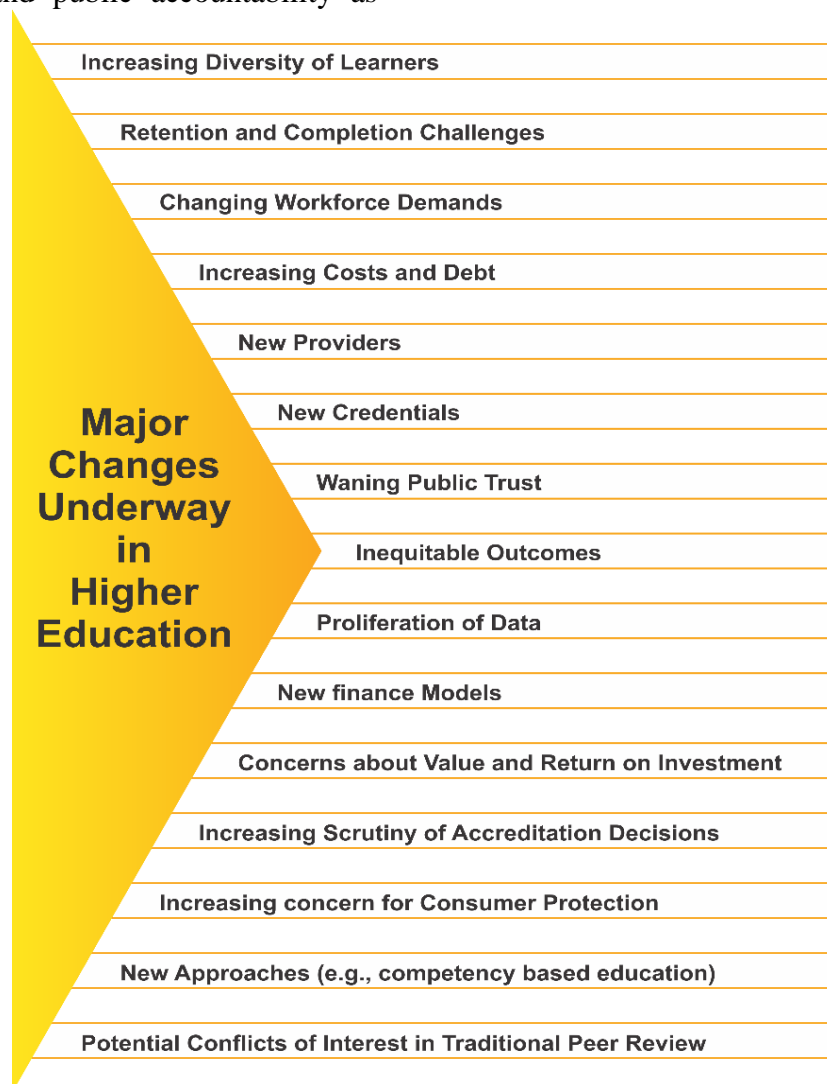 and public accountability as
Increasing Diversity of Learners
Retention and Completion Challenges
Changing Workforce Demands
Increasing Costs and Debt
New Providers
New Credentials
Waning Public Trust
Inequitable Outcomes
Proliferation of Data
New finance Models
Concerns about Value and Return on Investment
Increasing Scrutiny of Accreditation Decisions
Increasing concern for Consumer Protection
New Approaches (e.g., competency based education)
Potential Conflicts of Interest in Traditional Peer Review
Major
Changes
Underway
in
Higher
Education